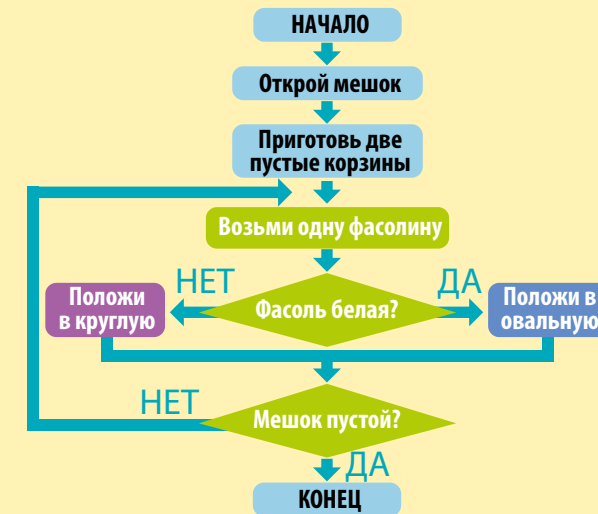 НАЧАЛО
Открой мешок
Приготовь две
пустые корзины
Возьми одну фасолину
НЕТ
ДА
Положи
в круглую
Фасоль белая?
Положи в
овальную
НЕТ
Мешок пустой?
ДА
КОНЕЦ